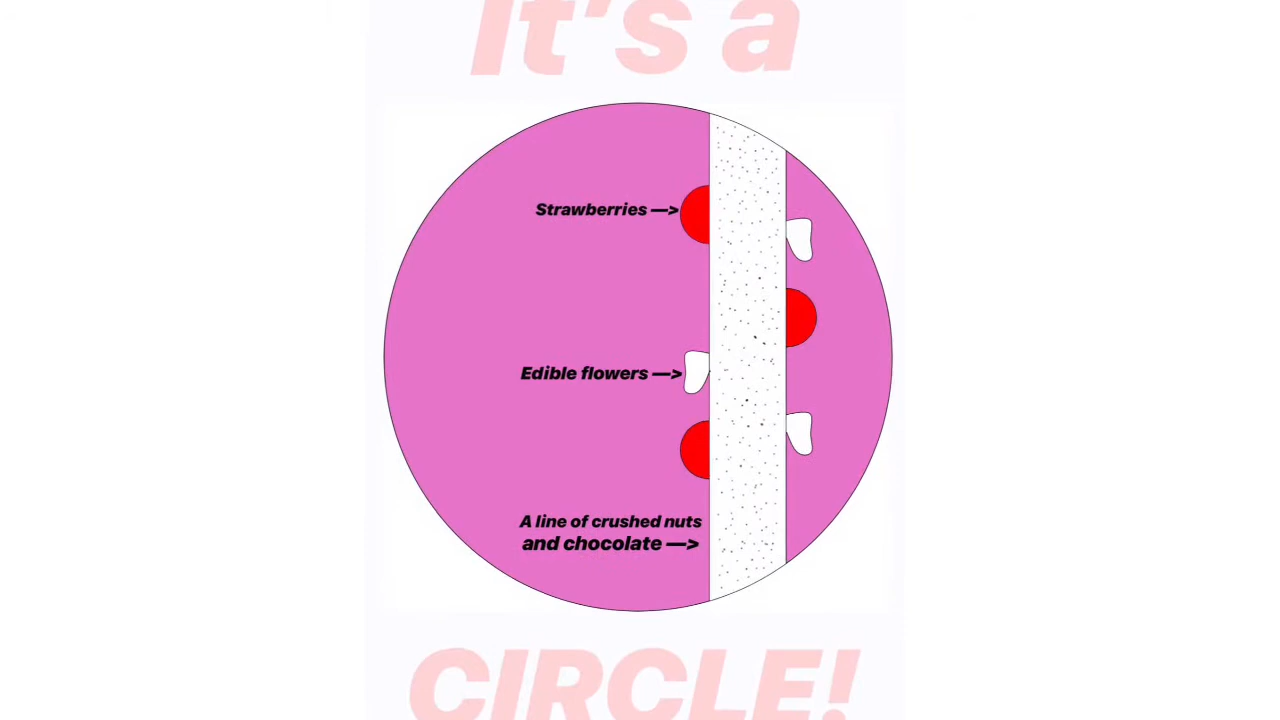 It's a
Strawberries —>
Edible flowers —>
A line of crushed nuts
and chocolate —>
CIRCLE!